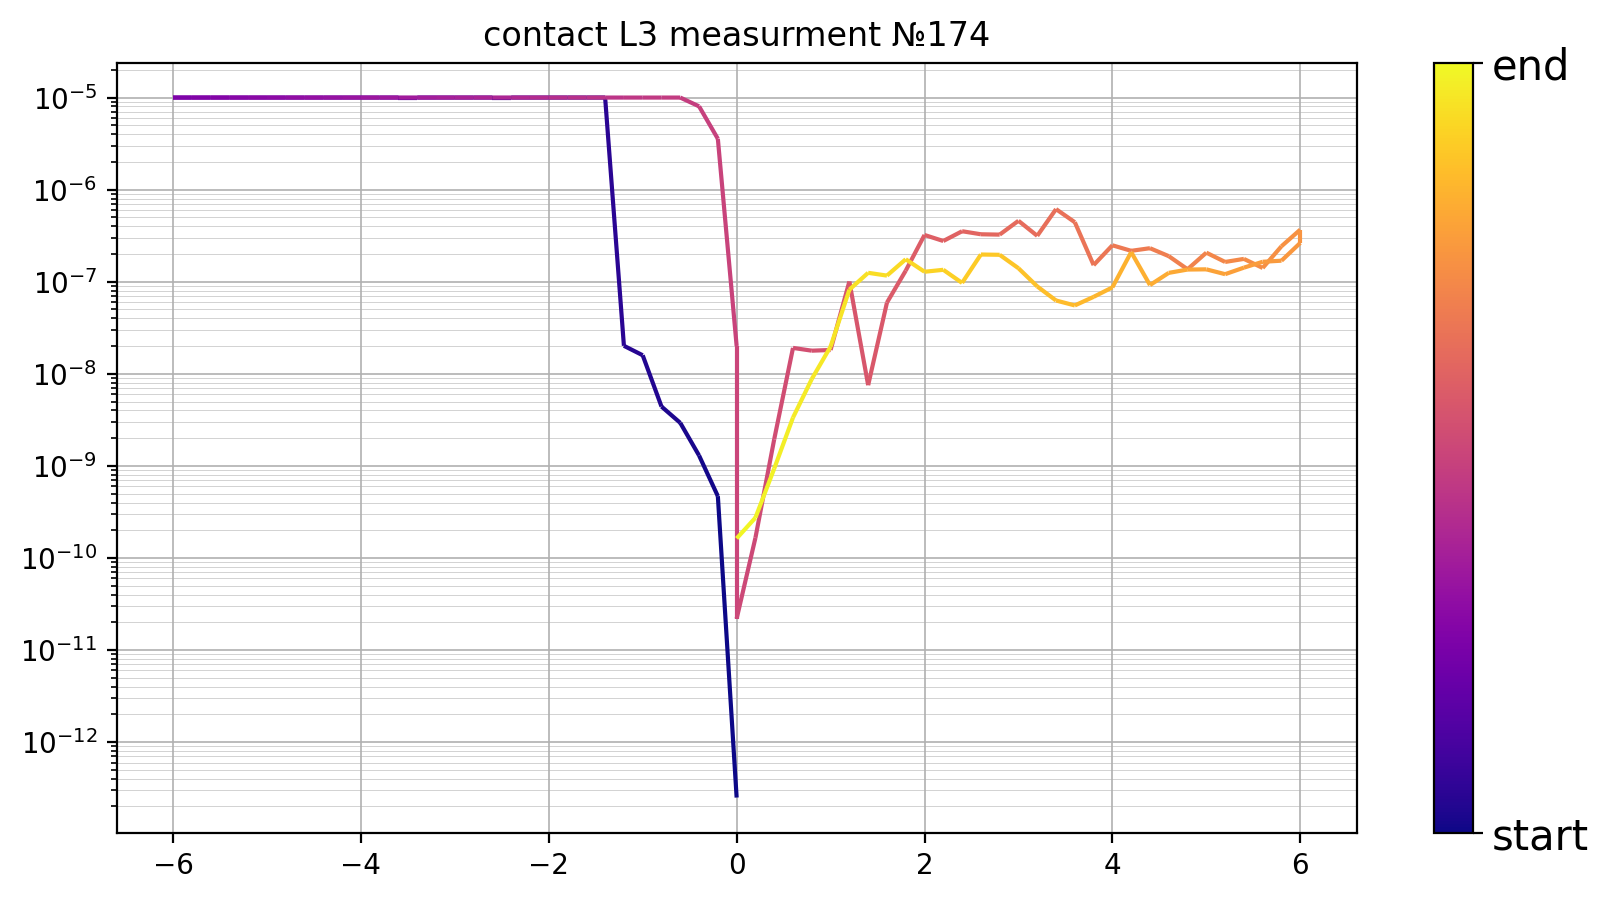 contact L3 measurment №174
10⁻⁵
10⁻⁶
10⁻⁷
10⁻⁸
10⁻⁹
10⁻¹⁰
10⁻¹¹
10⁻¹²
−6 −4 −2 0 2 4 6
end
start